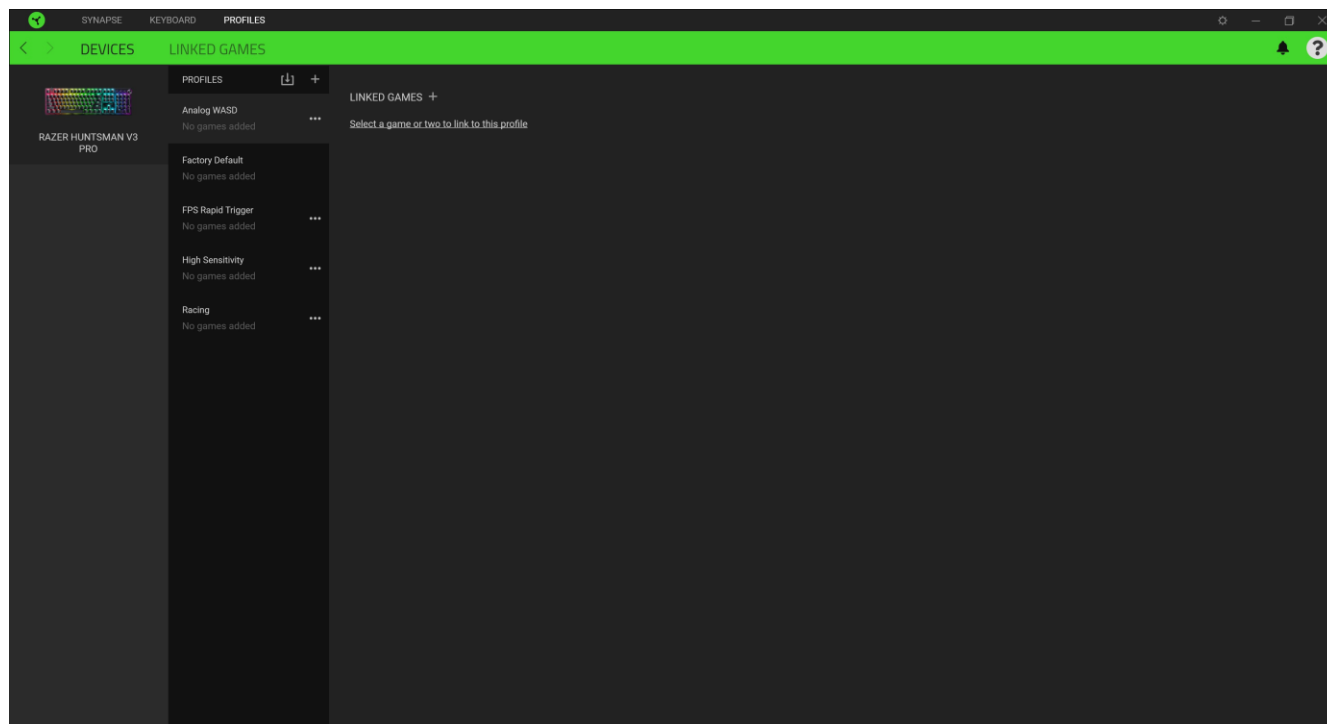 SYNAPSE KEYBOARD PROFILES
DEVICES LINKED GAMES
?
RAZER HUNTSMAN V3
PRO
PROFILES
Analog WASD
No games added
Factory Default
No games added
FPS Rapid Trigger
No games added
High Sensitivity
No games added
Racing
No games added
LINKED GAMES +
Select a game or two to link to this profile